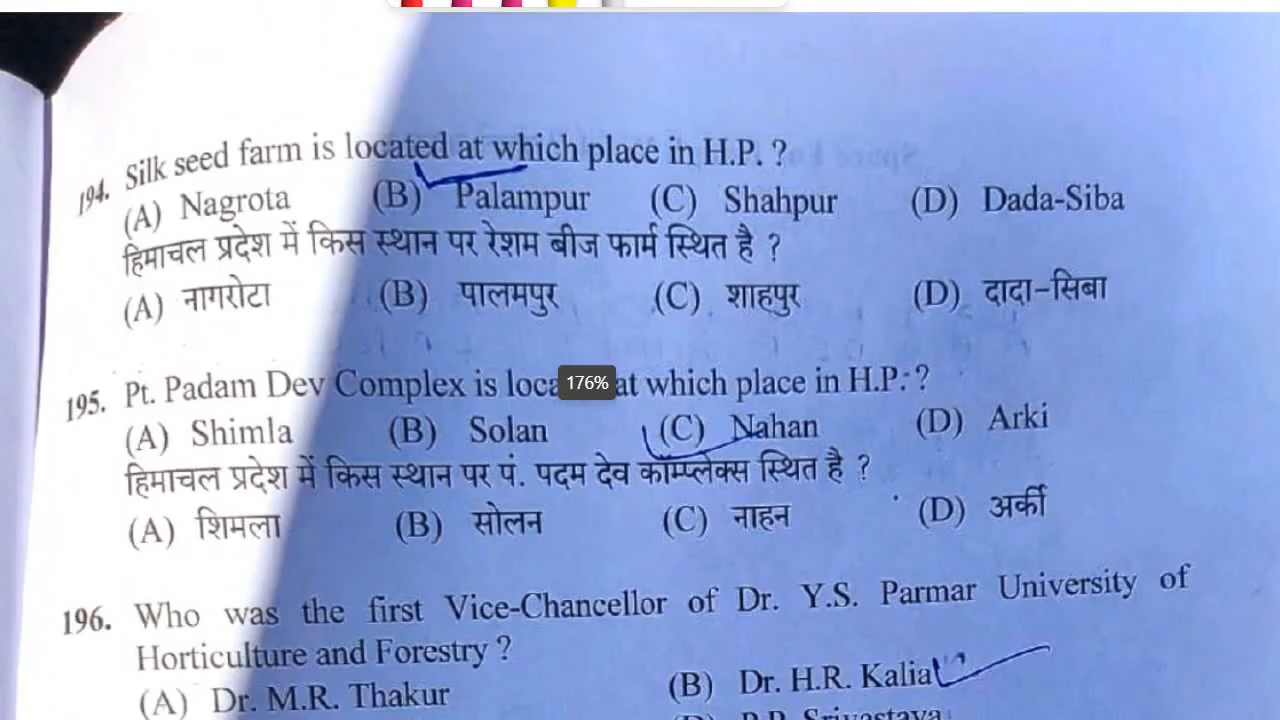 194. Silk seed farm is located at which place in H.P. ?
(A) Nagrota (B) Palampur (C) Shahpur (D) Dada-Siba
हिमाचल प्रदेश में किस स्थान पर रेशम बीज फार्म स्थित है ?
(A) नागरोटा (B) पालमपुर (C) शाहपुर (D) दादा-सिबा
195. Pt. Padam Dev Complex is loca 176% at which place in H.P. ?
(A) Shimla (B) Solan (C) Nahan (D) Arki
हिमाचल प्रदेश में किस स्थान पर पं. पदम देव कॉम्प्लेक्स स्थित है ?
(A) शिमला (B) सोलन (C) नाहन (D) अर्की
196. Who was the first Vice-Chancellor of Dr. Y.S. Parmar University of
Horticulture and Forestry ?
(A) Dr. M.R. Thakur (B) Dr. H.R. Kalia